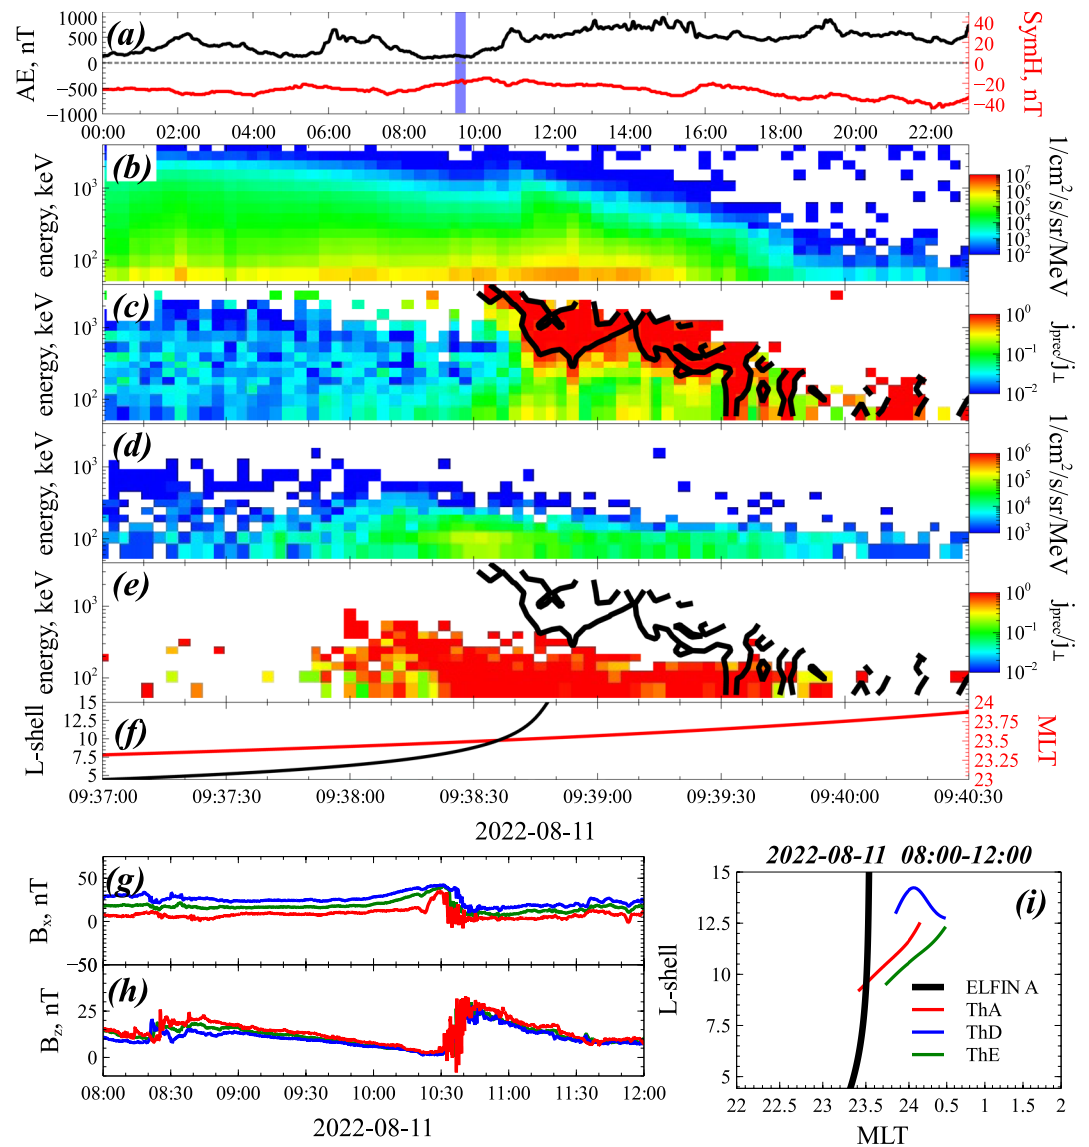 (a)
AE, nT
1000
500
0
−500
−1000
SymH, nT
40
20
0
−20
−40
00:00 02:00 04:00 06:00 08:00 10:00 12:00 14:00 16:00 18:00 20:00 22:00
(b)
energy, keV
10³
10²
1/cm²/s/sr/MeV
10⁷
10⁶
10⁵
10⁴
10³
10²
(c)
energy, keV
10³
10²
j_prec/j_⊥
10⁰
10⁻¹
10⁻²
(d)
energy, keV
10³
10²
1/cm²/s/sr/MeV
10⁶
10⁵
10⁴
10³
(e)
energy, keV
10³
10²
j_prec/j_⊥
10⁰
10⁻¹
10⁻²
(f)
L-shell
15
12.5
10
7.5
5
MLT
24
23.75
23.5
23.25
23
09:37:00 09:37:30 09:38:00 09:38:30 09:39:00 09:39:30 09:40:00 09:40:30
2022-08-11
(g)
Bₓ, nT
50
0
−50
(h)
B_z, nT
25
0
08:00 08:30 09:00 09:30 10:00 10:30 11:00 11:30 12:00
2022-08-11
2022-08-11 08:00-12:00
(i)
L-shell
15
12.5
10
7.5
5
ELFIN A
ThA
ThD
ThE
22 22.5 23 23.5 24 0.5 1 1.5 2
MLT